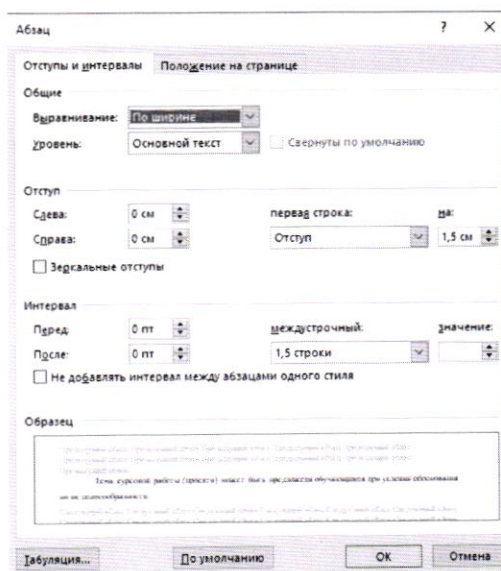 Абзац ? ×
Отступы и интервалы Положение на странице
Общие
Выравнивание: По ширине
Уровень: Основной текст Свернуты по умолчанию
Отступ
Слева: 0 см первая строка: на:
Справа: 0 см Отступ 1,5 см
Зеркальные отступы
Интервал
Перед: 0 пт междустрочный: значение:
После: 0 пт 1,5 строки
Не добавлять интервал между абзацами одного стиля
Образец
Тема курсовой работы (проекта) может быть предложена обучающимся при условии обоснования
им ее целесообразности.
Табуляция... По умолчанию ОК Отмена